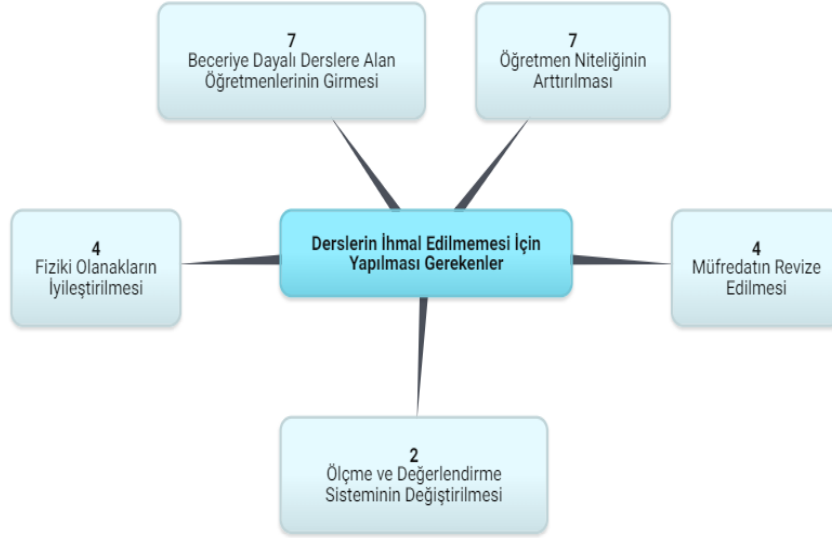 7
Beceriye Dayalı Derslere Alan
Öğretmenlerinin Girmesi
7
Öğretmen Niteliğinin
Arttırılması
4
Fiziki Olanakların
İyileştirilmesi
Derslerin İhmal Edilmemesi İçin
Yapılması Gerekenler
4
Müfredatın Revize
Edilmesi
2
Ölçme ve Değerlendirme
Sisteminin Değiştirilmesi